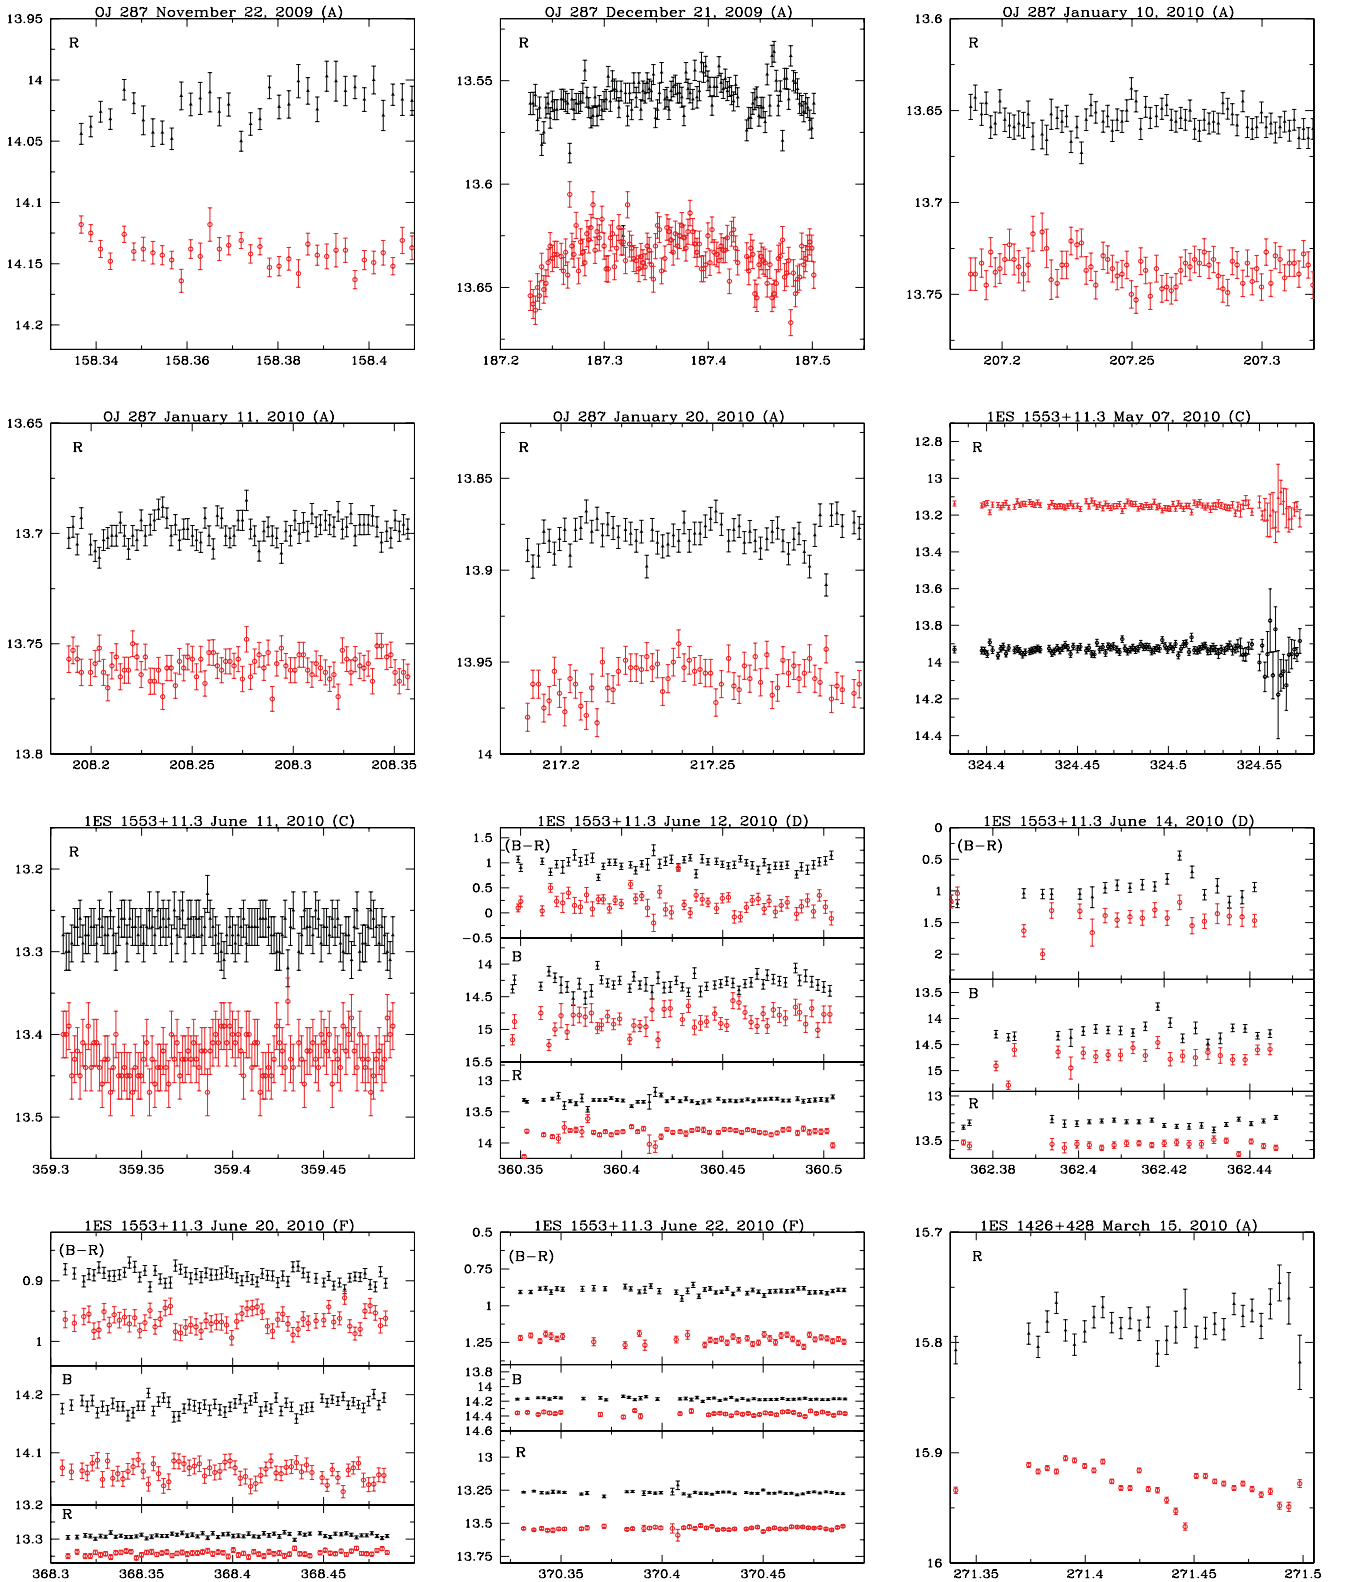 OJ 287 November 22, 2009 (A)
R
13.95
14
14.05
14.1
14.15
14.2
158.34 158.36 158.38 158.4
OJ 287 December 21, 2009 (A)
R
13.55
13.6
13.65
187.2 187.3 187.4 187.5
OJ 287 January 10, 2010 (A)
R
13.6
13.65
13.7
13.75
207.2 207.25 207.3
OJ 287 January 11, 2010 (A)
R
13.65
13.7
13.75
13.8
208.2 208.25 208.3 208.35
OJ 287 January 20, 2010 (A)
R
13.85
13.9
13.95
14
217.2 217.25
1ES 1553+11.3 May 07, 2010 (C)
R
12.8
13
13.2
13.4
13.6
13.8
14
14.2
14.4
324.4 324.45 324.5 324.55
1ES 1553+11.3 June 11, 2010 (C)
R
13.2
13.3
13.4
13.5
359.3 359.35 359.4 359.45
1ES 1553+11.3 June 12, 2010 (D)
(B-R)
1.5
1
0.5
0
-0.5
B
14
14.5
15
15.5
R
13
13.5
14
360.35 360.4 360.45 360.5
1ES 1553+11.3 June 14, 2010 (D)
(B-R)
0
0.5
1
1.5
2
B
13.5
14
14.5
15
R
13
13.5
362.38 362.4 362.42 362.44
1ES 1553+11.3 June 20, 2010 (F)
(B-R)
0.9
1
B
14.2
14.1
13.2
R
13.3
368.3 368.35 368.4 368.45
1ES 1553+11.3 June 22, 2010 (F)
(B-R)
0.5
0.75
1
1.25
B
13.8
14
14.2
14.4
14.6
R
13
13.25
13.5
13.75
370.35 370.4 370.45
1ES 1426+428 March 15, 2010 (A)
R
15.7
15.8
15.9
16
271.35 271.4 271.45 271.5